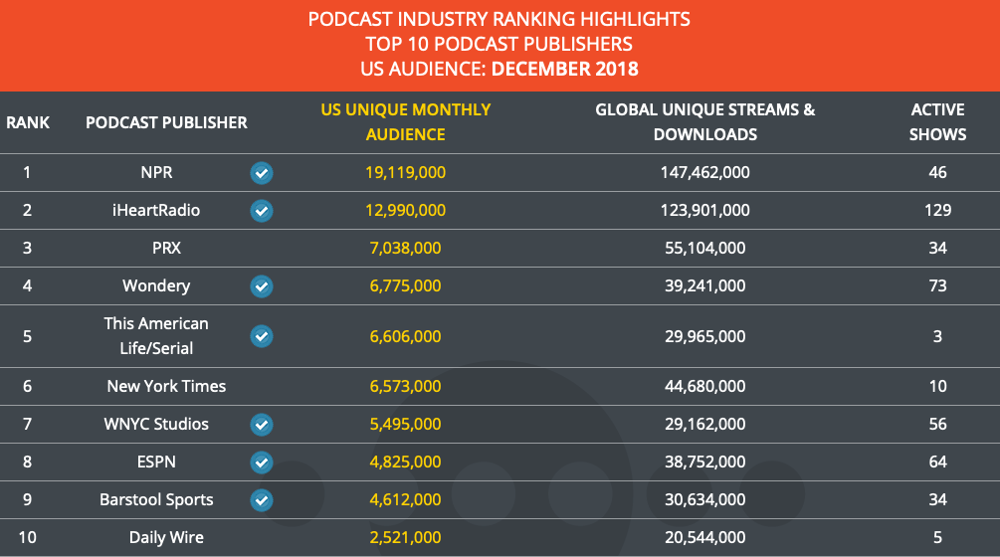 PODCAST INDUSTRY RANKING HIGHLIGHTS
TOP 10 PODCAST PUBLISHERS
US AUDIENCE: DECEMBER 2018
RANK PODCAST PUBLISHER US UNIQUE MONTHLY AUDIENCE GLOBAL UNIQUE STREAMS & DOWNLOADS ACTIVE SHOWS
1 NPR 19,119,000 147,462,000 46
2 iHeartRadio 12,990,000 123,901,000 129
3 PRX 7,038,000 55,104,000 34
4 Wondery 6,775,000 39,241,000 73
5 This American Life/Serial 6,606,000 29,965,000 3
6 New York Times 6,573,000 44,680,000 10
7 WNYC Studios 5,495,000 29,162,000 56
8 ESPN 4,825,000 38,752,000 64
9 Barstool Sports 4,612,000 30,634,000 34
10 Daily Wire 2,521,000 20,544,000 5